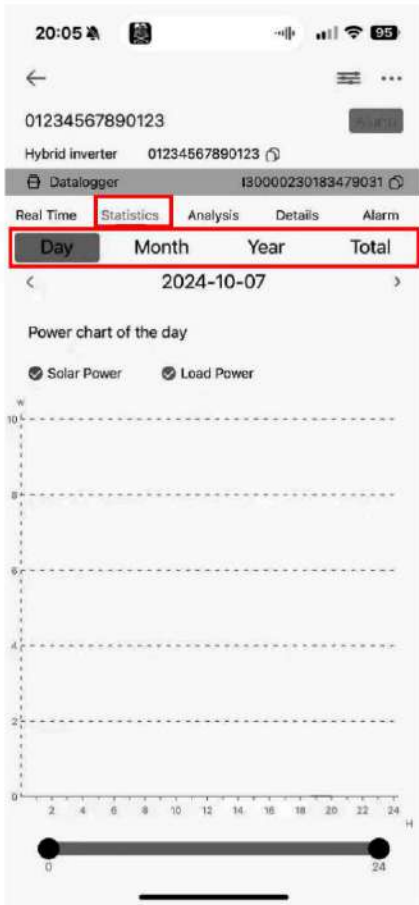 20:05 95
01234567890123 Alarm
Hybrid inverter 01234567890123
Datalogger I30000230183479031
Real Time Statistics Analysis Details Alarm
Day Month Year Total
< 2024-10-07 >
Power chart of the day
Solar Power Load Power
W
10
8
6
4
2
0
2 4 6 8 10 12 14 16 18 20 22 24
H
0 24